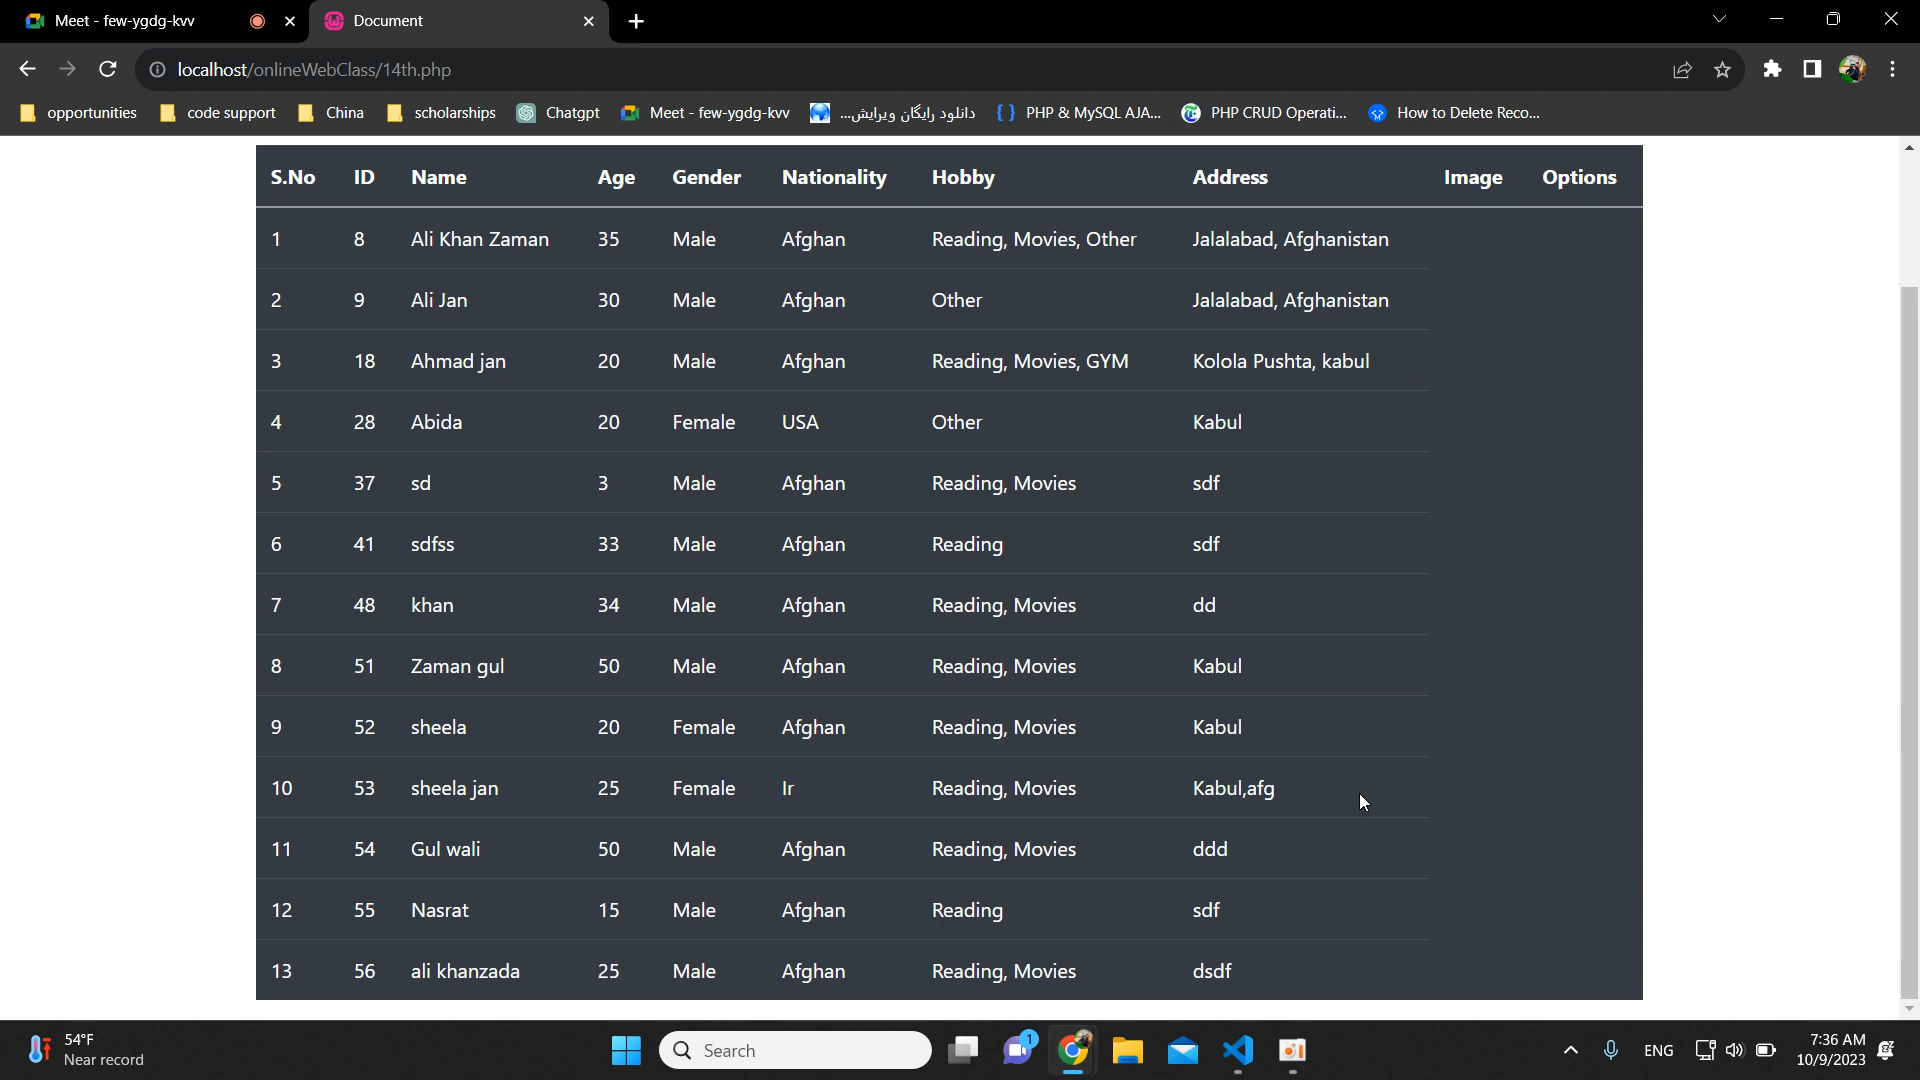 Meet - few-ygdg-kvv
Document
localhost/onlineWebClass/14th.php
opportunities code support China scholarships Chatgpt Meet - few-ygdg-kvv دانلود رایگان و ویرایش... PHP & MySQL AJA... PHP CRUD Operati... How to Delete Reco...
S.No ID Name Age Gender Nationality Hobby Address Image Options
1 8 Ali Khan Zaman 35 Male Afghan Reading, Movies, Other Jalalabad, Afghanistan
2 9 Ali Jan 30 Male Afghan Other Jalalabad, Afghanistan
3 18 Ahmad jan 20 Male Afghan Reading, Movies, GYM Kolola Pushta, kabul
4 28 Abida 20 Female USA Other Kabul
5 37 sd 3 Male Afghan Reading, Movies sdf
6 41 sdfss 33 Male Afghan Reading sdf
7 48 khan 34 Male Afghan Reading, Movies dd
8 51 Zaman gul 50 Male Afghan Reading, Movies Kabul
9 52 sheela 20 Female Afghan Reading, Movies Kabul
10 53 sheela jan 25 Female Ir Reading, Movies Kabul,afg
11 54 Gul wali 50 Male Afghan Reading, Movies ddd
12 55 Nasrat 15 Male Afghan Reading sdf
13 56 ali khanzada 25 Male Afghan Reading, Movies dsdf
54°F
Near record
Search
1
ENG
7:36 AM
10/9/2023